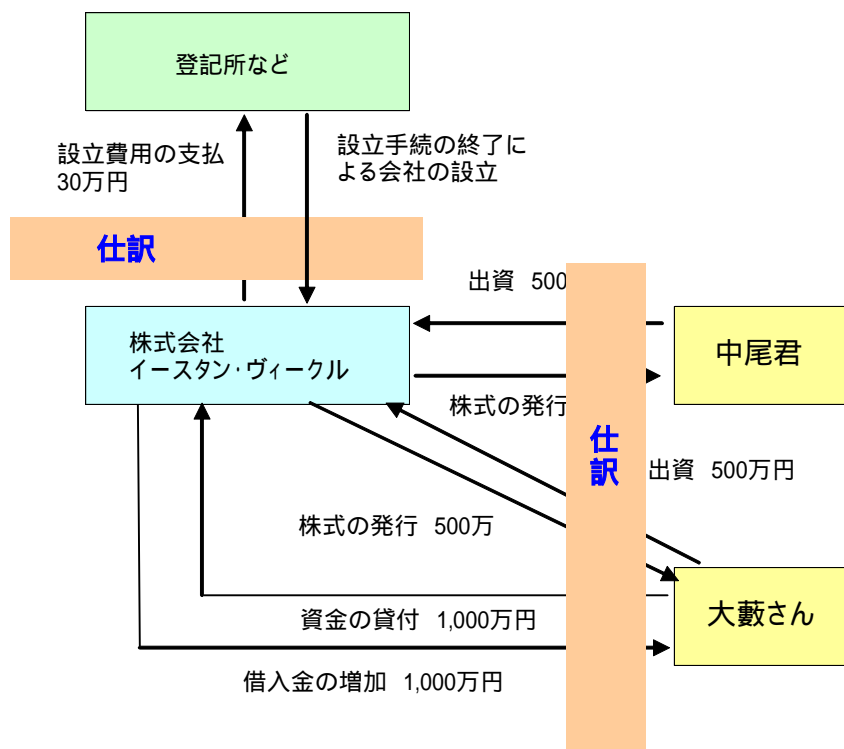 登記所など
設立費用の支払
30万円
設立手続の終了に
よる会社の設立
仕訳
出資 500
株式会社
イースタン・ヴィークル
中尾君
株式の発行
仕訳
出資 500万円
株式の発行 500万
大藪さん
資金の貸付 1,000万円
借入金の増加 1,000万円